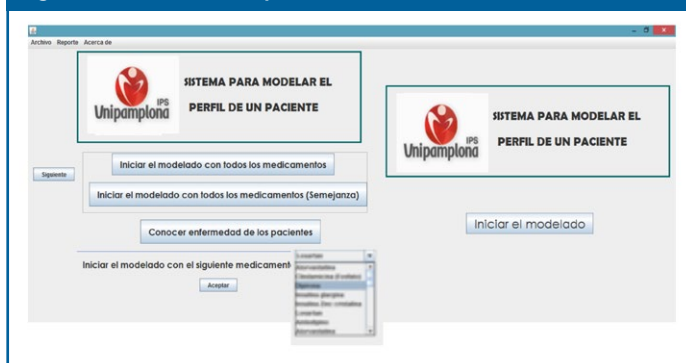 Archivo Reporte Acerca de
Unipamplona IPS
SISTEMA PARA MODELAR EL
PERFIL DE UN PACIENTE
Siguiente
Iniciar el modelado con todos los medicamentos
Iniciar el modelado con todos los medicamentos (Semejanza)
Conocer enfermedad de los pacientes
Iniciar el modelado con el siguiente medicament
Aceptar
Losartan
Dipirona
Insulina glargina
Losartan
Unipamplona IPS
SISTEMA PARA MODELAR EL
PERFIL DE UN PACIENTE
Iniciar el modelado